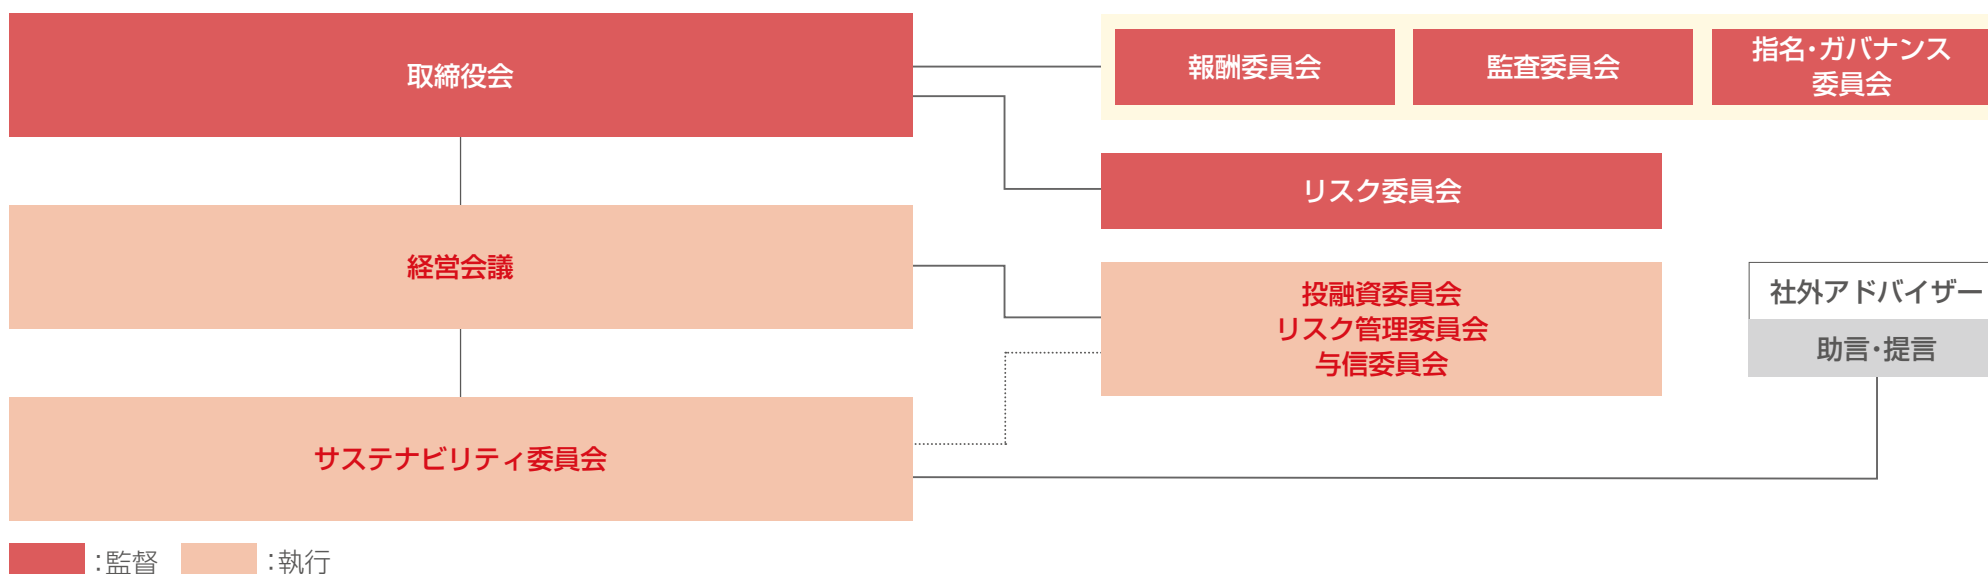 取締役会
報酬委員会
監査委員会
指名・ガバナンス
委員会
リスク委員会
経営会議
投融資委員会
リスク管理委員会
与信委員会
社外アドバイザー
助言・提言
サステナビリティ委員会
：監督
：執行